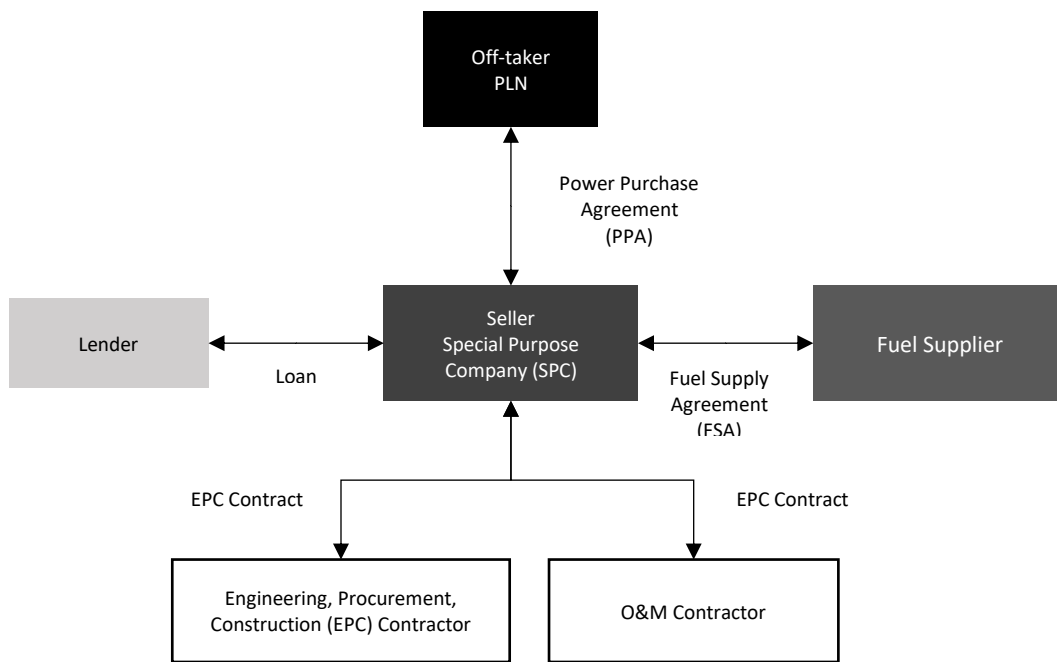 Off-taker
PLN
Power Purchase
Agreement
(PPA)
Lender
Loan
Seller
Special Purpose
Company (SPC)
Fuel Supply
Agreement
(FSA)
Fuel Supplier
EPC Contract
EPC Contract
Engineering, Procurement,
Construction (EPC) Contractor
O&M Contractor